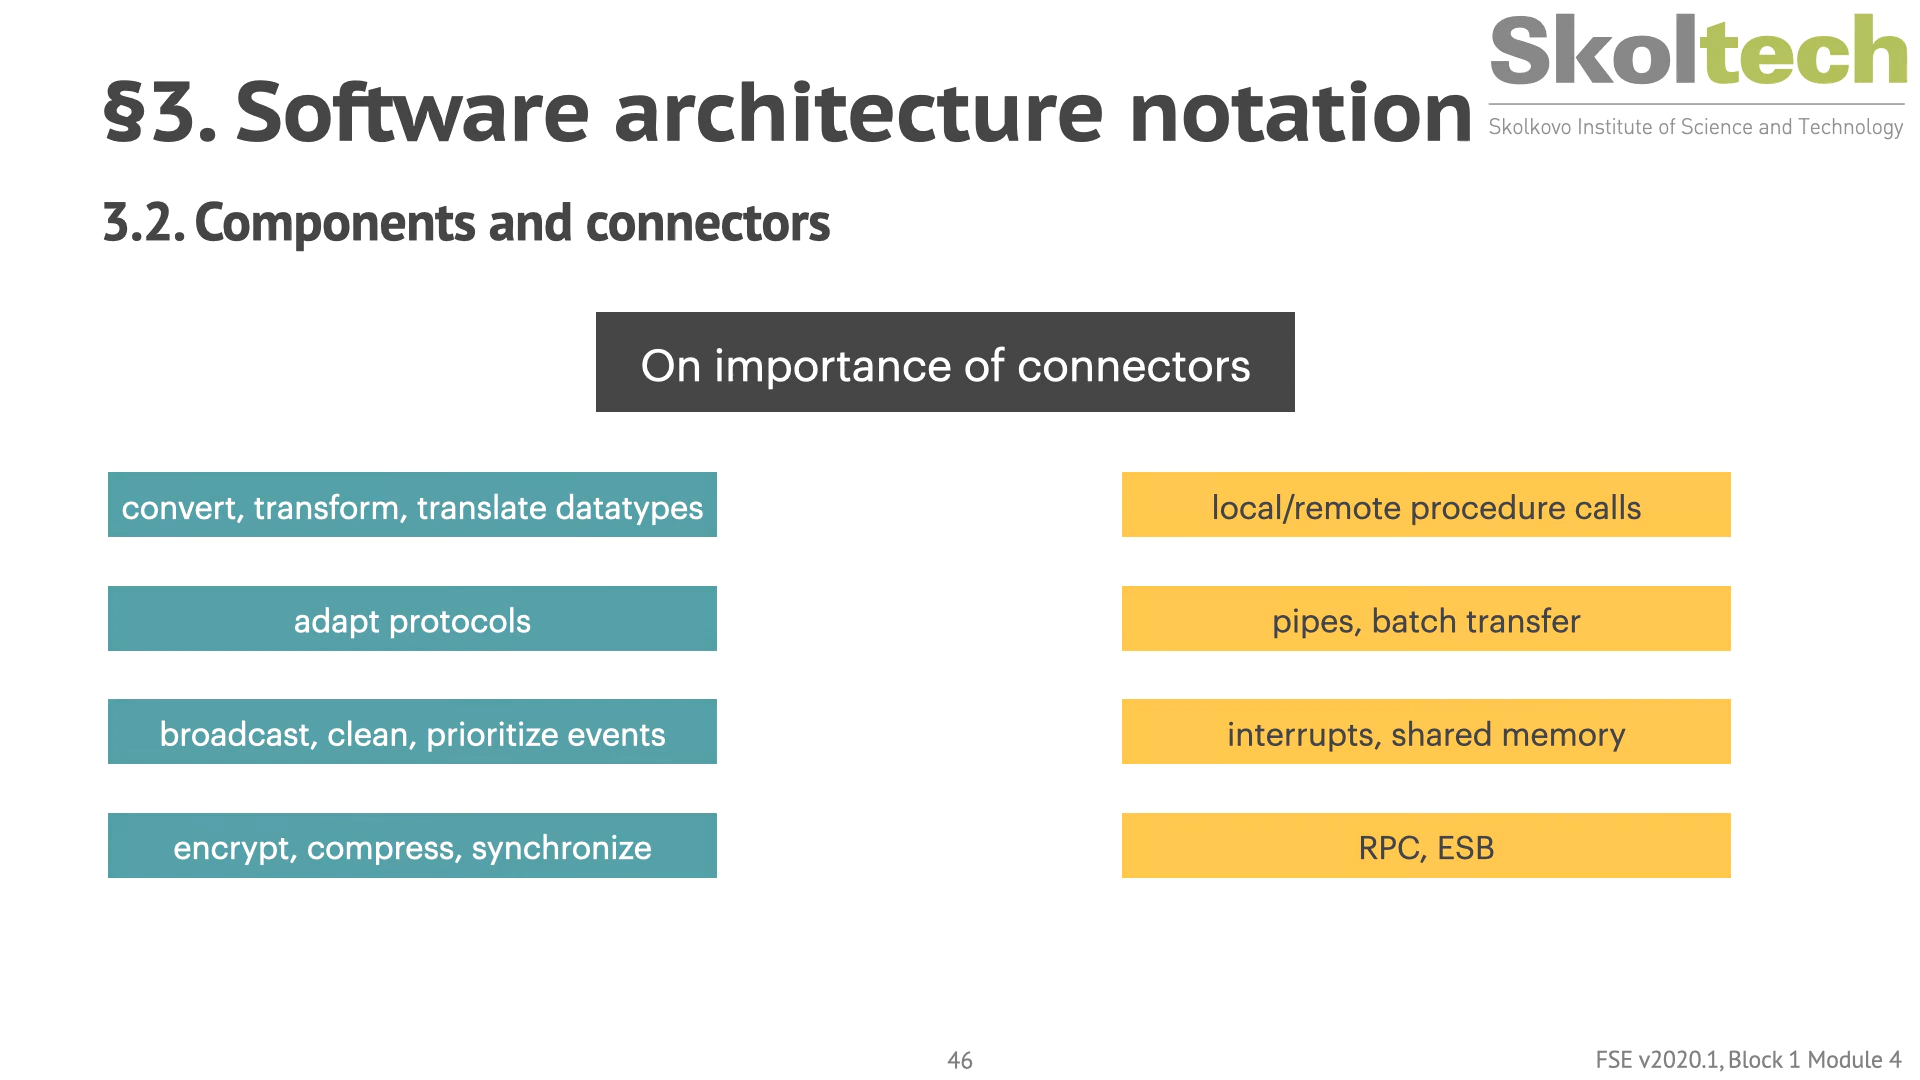 Skoltech
Skolkovo Institute of Science and Technology
§3. Software architecture notation
3.2. Components and connectors
On importance of connectors
convert, transform, translate datatypes
adapt protocols
broadcast, clean, prioritize events
encrypt, compress, synchronize
local/remote procedure calls
pipes, batch transfer
interrupts, shared memory
RPC, ESB
46
FSE v2020.1, Block 1 Module 4